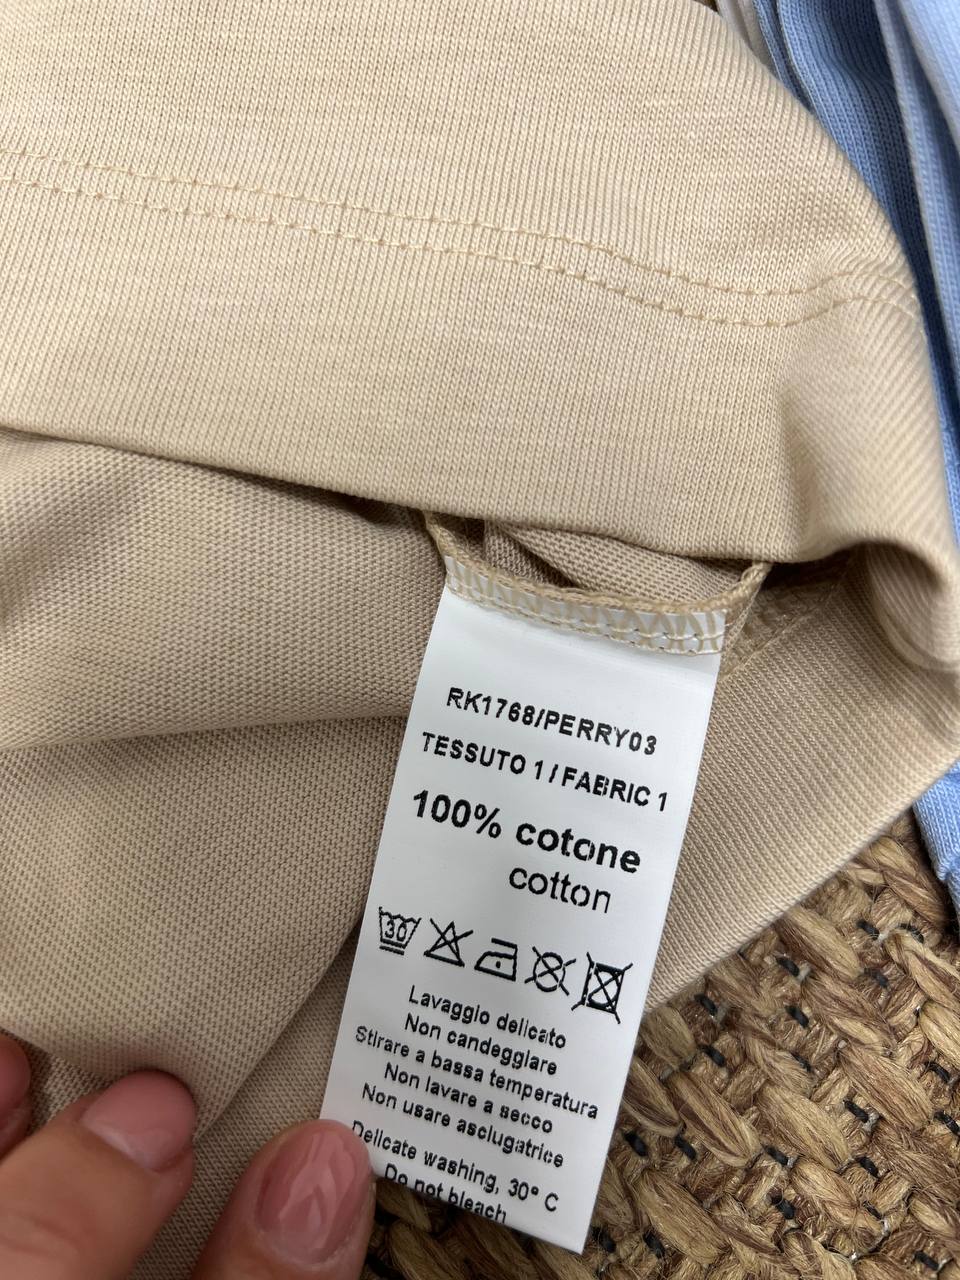 RK1768/PERRY03
TESSUTO 1 / FABRIC 1
100% cotone
cotton
30
Lavaggio delicato
Non candeggiare
Stirare a bassa temperatura
Non lavare a secco
Non usare asciugatrice
Delicate washing, 30° C
Do not bleach